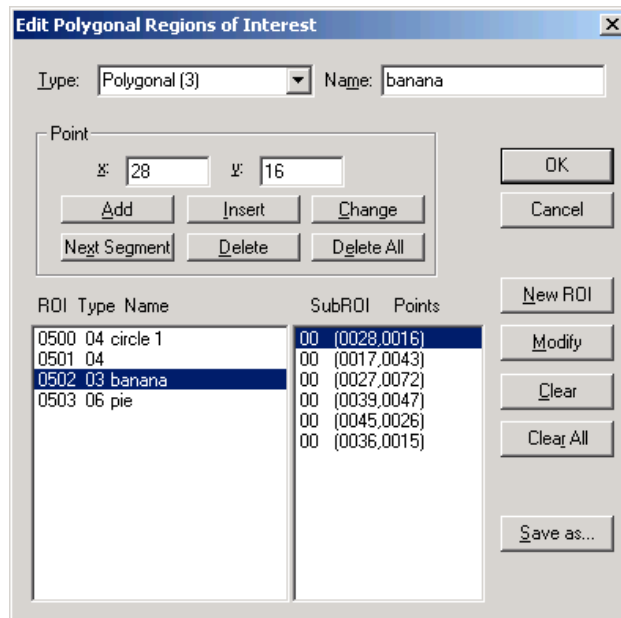 Edit Polygonal Regions of Interest
Type: Polygonal (3) Name: banana
Point
x: 28 y: 16
Add Insert Change
Next Segment Delete Delete All
OK
Cancel
ROI Type Name SubROI Points
0500 04 circle 1
0501 04
0502 03 banana
0503 06 pie
00 (0028,0016)
00 (0017,0043)
00 (0027,0072)
00 (0039,0047)
00 (0045,0026)
00 (0036,0015)
New ROI
Modify
Clear
Clear All
Save as...